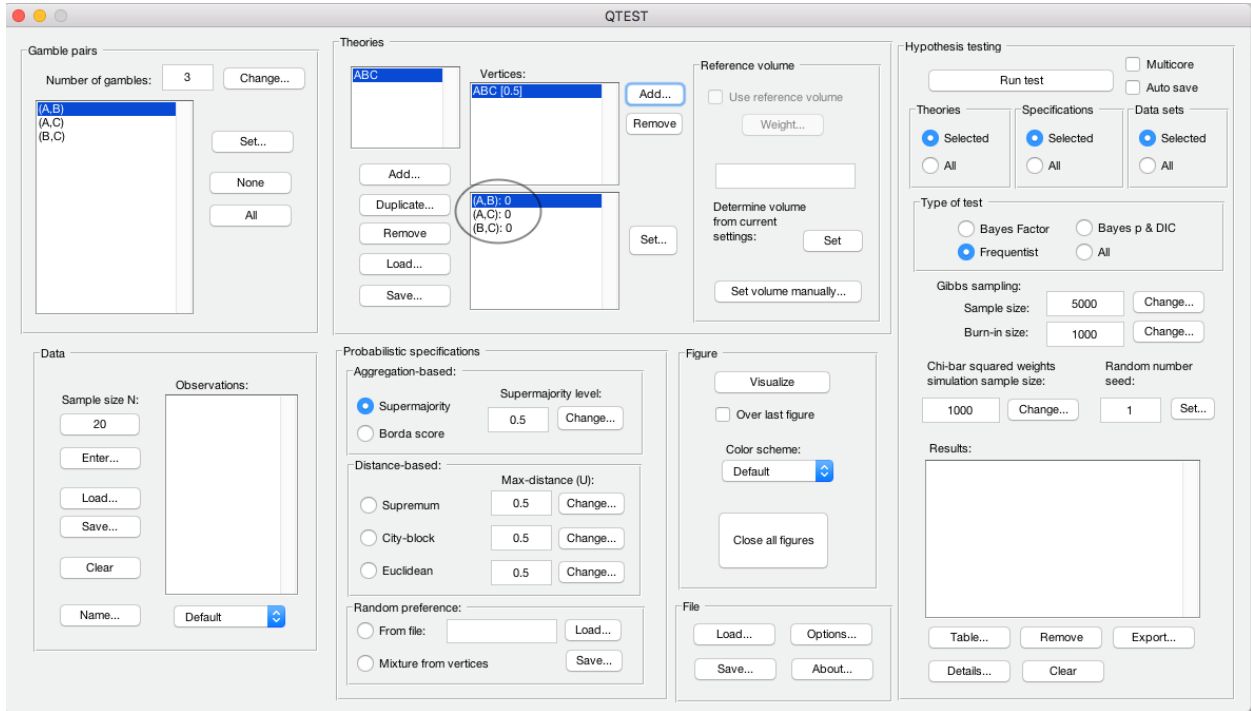 QTEST
Gamble pairs
Number of gambles: 3 Change...
(A,B)
(A,C)
(B,C)
Set...
None
All
Theories
ABC
Vertices:
ABC [0.5]
Add...
Remove
Add...
Duplicate...
Remove
Load...
Save...
(A,B): 0
(A,C): 0
(B,C): 0
Set...
Reference volume
Use reference volume
Weight...
Determine volume
from current
settings:
Set
Set volume manually...
Hypothesis testing
Run test
Multicore
Auto save
Theories
Selected
All
Specifications
Selected
All
Data sets
Selected
All
Type of test
Bayes Factor
Bayes p & DIC
Frequentist
All
Gibbs sampling:
Sample size: 5000 Change...
Burn-in size: 1000 Change...
Chi-bar squared weights
simulation sample size:
1000 Change...
Random number
seed:
1 Set...
Results:
Table... Remove Export...
Details... Clear
Data
Sample size N:
20
Enter...
Load...
Save...
Clear
Name...
Observations:
Default
Probabilistic specifications
Aggregation-based:
Supermajority
Borda score
Supermajority level:
0.5 Change...
Distance-based:
Max-distance (U):
Supremum 0.5 Change...
City-block 0.5 Change...
Euclidean 0.5 Change...
Random preference:
From file: Load...
Mixture from vertices Save...
Figure
Visualize
Over last figure
Color scheme:
Default
Close all figures
File
Load... Options...
Save... About...